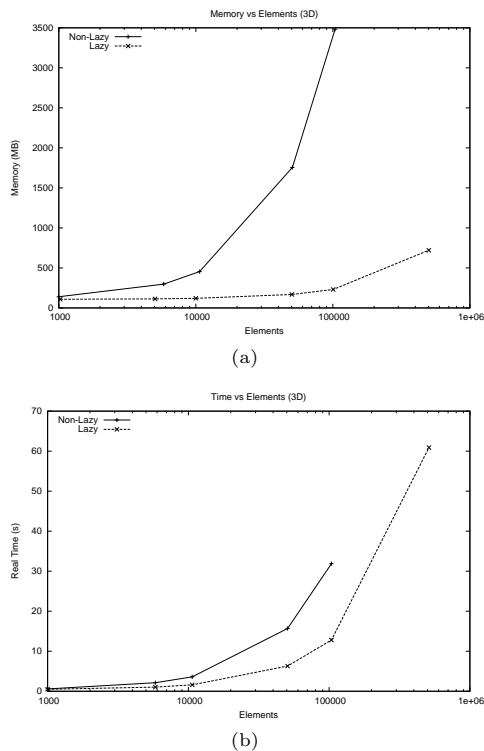 Memory vs Elements (3D)
3500
Non-Lazy
Lazy
3000
2500
2000
1500
1000
500
0
Memory (MB)
1000
10000
100000
1e+06
Elements
(a)
Time vs Elements (3D)
70
Non-Lazy
Lazy
60
50
40
30
20
10
0
Real Time (s)
1000
10000
100000
1e+06
Elements
(b)